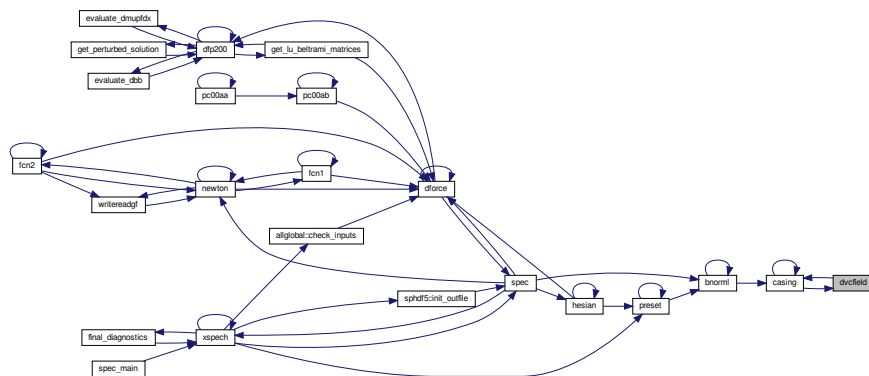 evaluate_dmupfdx
get_perturbed_solution
dfp200
get_lu_beltrami_matrices
evaluate_dbb
pc00aa
pc00ab
fcn2
fcn1
newton
dforce
writereadgf
allglobal::check_inputs
spec
bnorml
casing
dvcfield
sphdf5::init_outfile
hesian
preset
final_diagnostics
xspech
spec_main